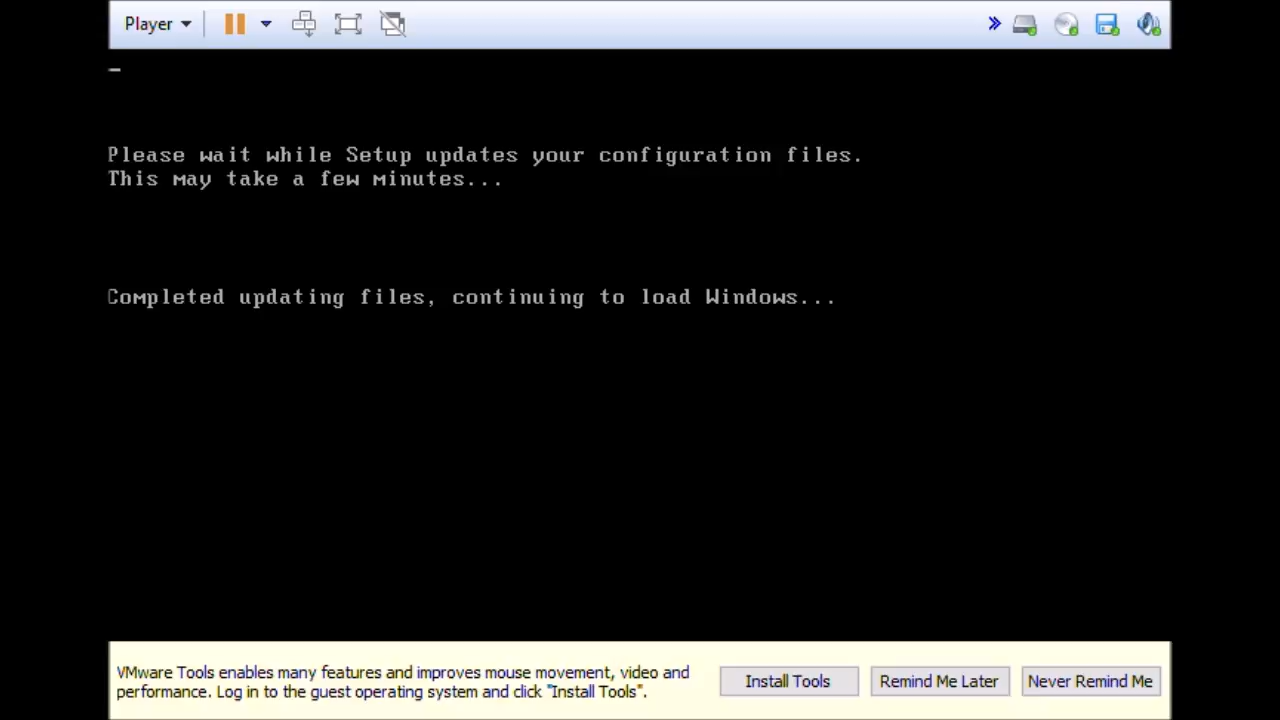 Player
Please wait while Setup updates your configuration files.
This may take a few minutes...
Completed updating files, continuing to load Windows...
VMware Tools enables many features and improves mouse movement, video and
performance. Log in to the guest operating system and click "Install Tools".
Install Tools
Remind Me Later
Never Remind Me